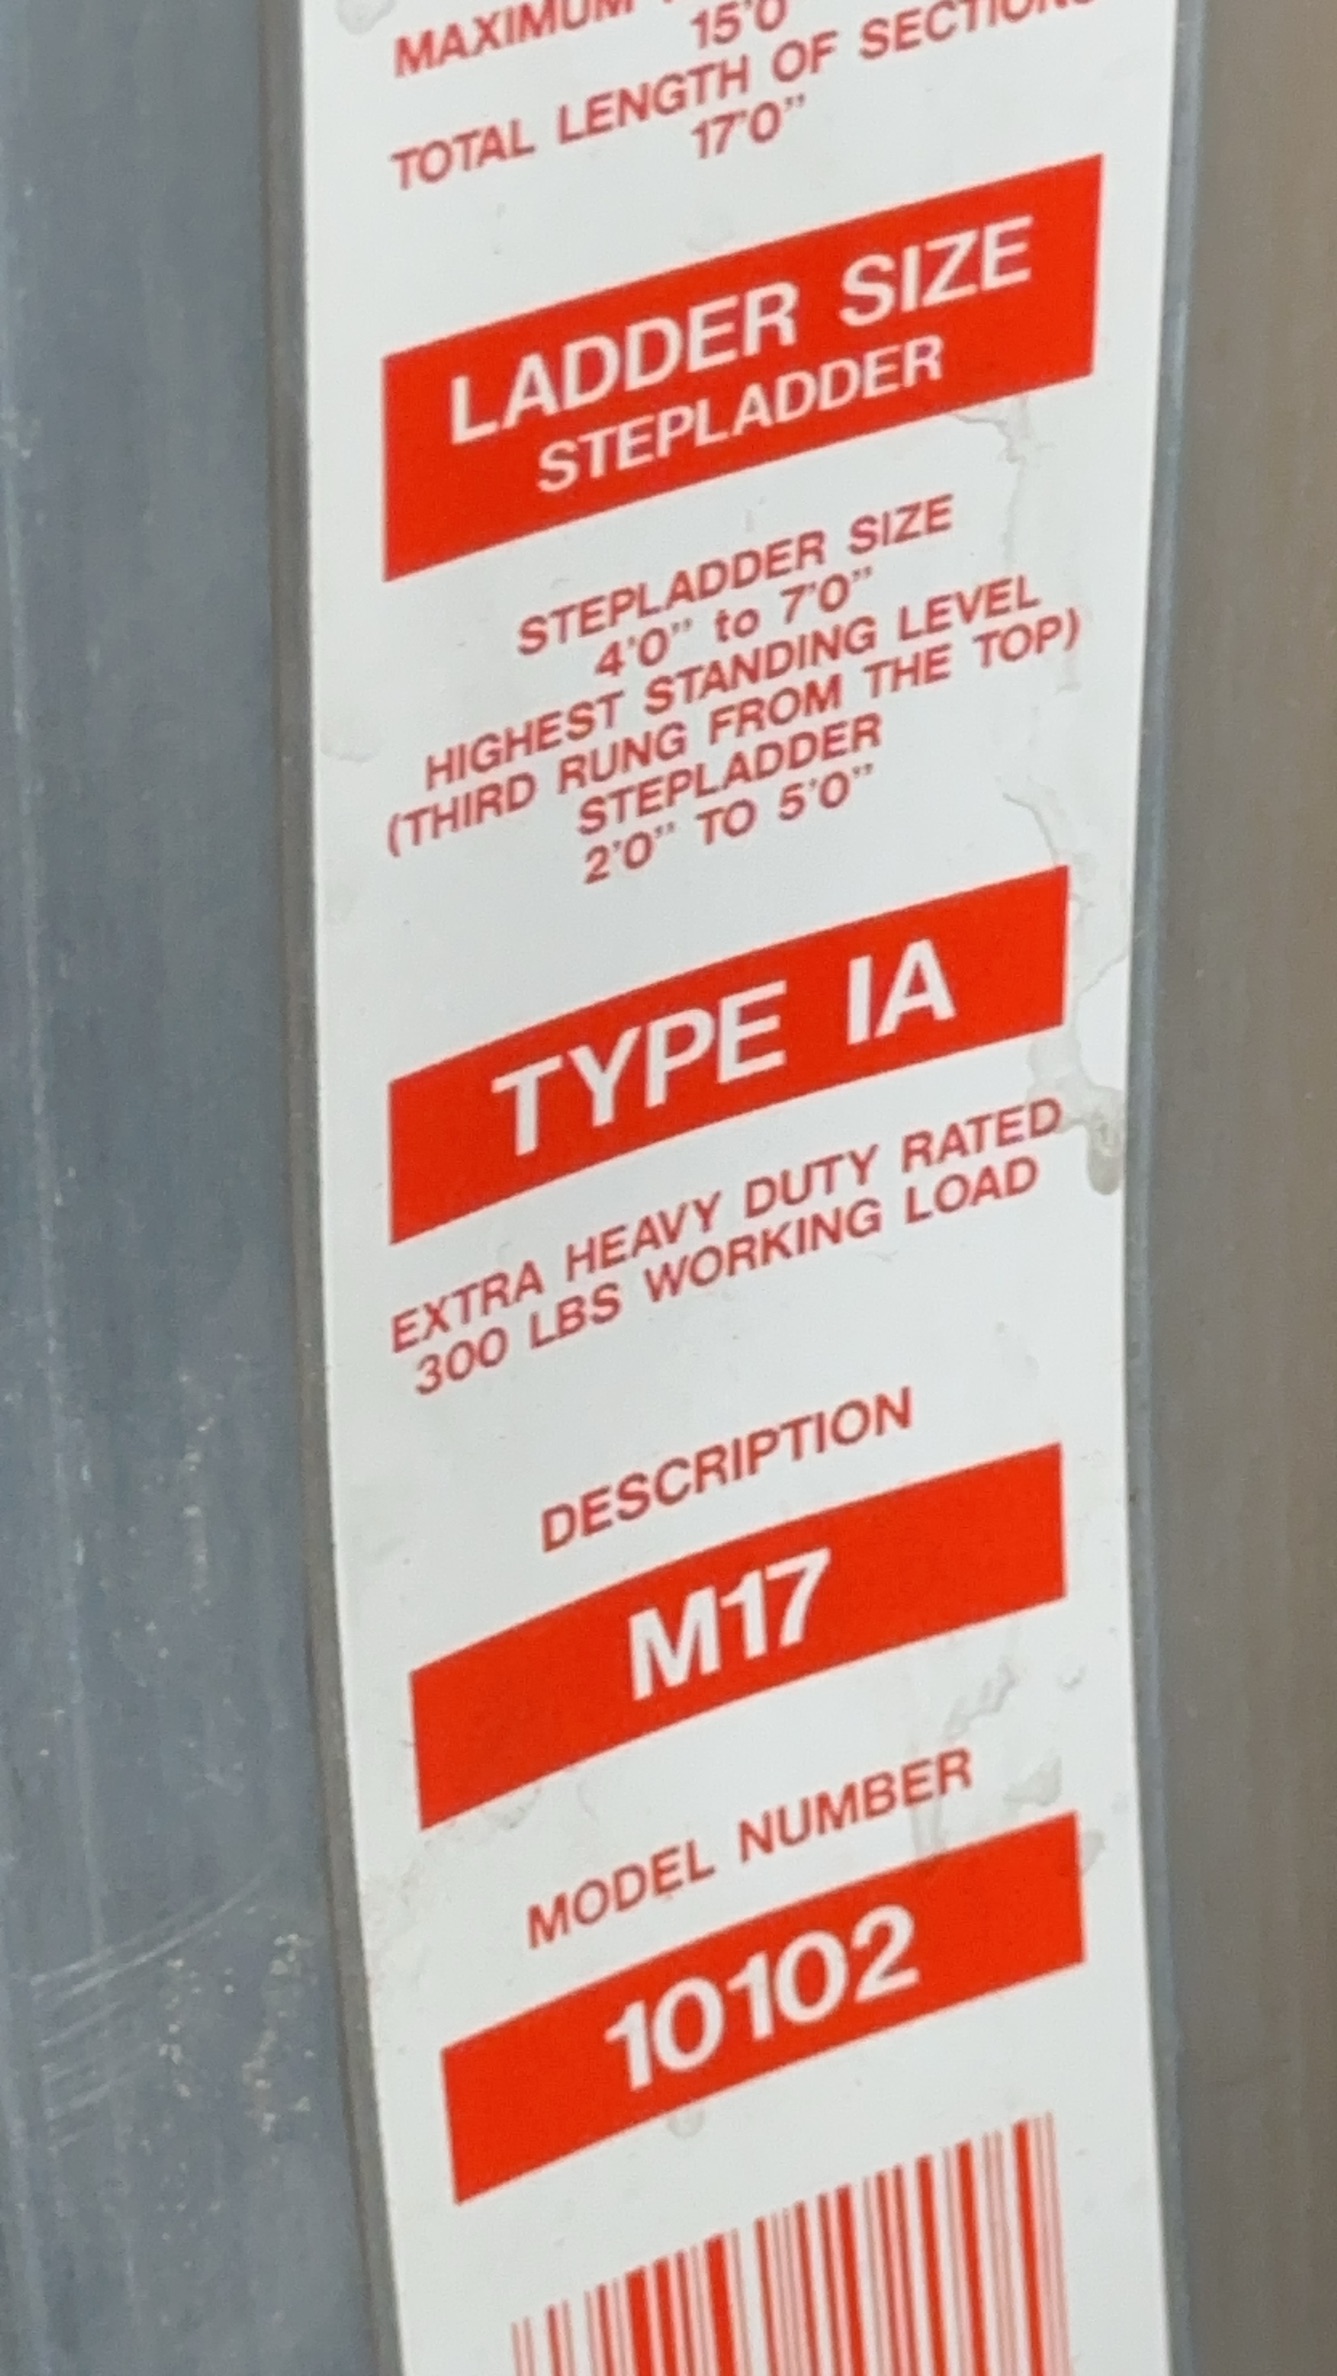 MAXIMUM
15'0
TOTAL LENGTH OF SECTIONS
17'0"
LADDER SIZE
STEPLADDER
STEPLADDER SIZE
4'0" to 7'0"
HIGHEST STANDING LEVEL
(THIRD RUNG FROM THE TOP)
STEPLADDER
2'0" TO 5'0"
TYPE IA
EXTRA HEAVY DUTY RATED
300 LBS WORKING LOAD
DESCRIPTION
M17
MODEL NUMBER
10102